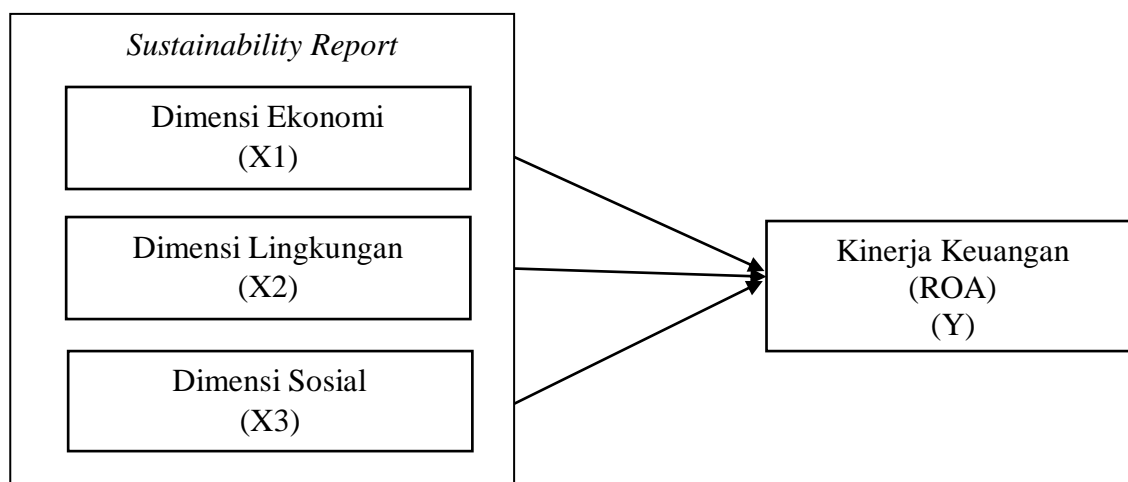 Sustainability Report
Dimensi Ekonomi
(X1)
Dimensi Lingkungan
(X2)
Dimensi Sosial
(X3)
Kinerja Keuangan
(ROA)
(Y)